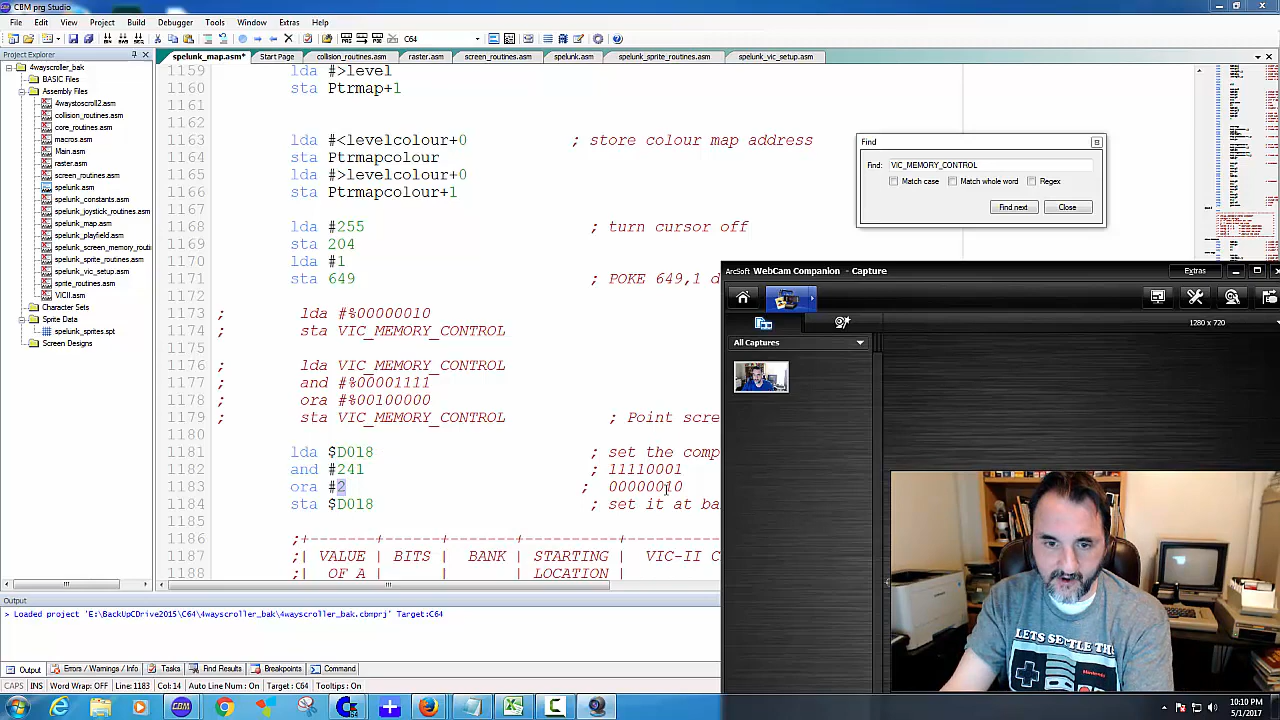 CBM prg Studio
File Edit View Project Build Debugger Tools Window Extras Help
C64
Project Explorer
spelunk_map.asm* Start Page collision_routines.asm raster.asm screen_routines.asm spelunk.asm spelunk_sprite_routines.asm spelunk_vic_setup.asm
4wayscroller_bak
BASIC Files
Assembly Files
4waystoscroll2.asm
collision_routines.asm
core_routines.asm
macros.asm
Main.asm
raster.asm
screen_routines.asm
spelunk.asm
spelunk_constants.asm
spelunk_joystick_routines.asm
spelunk_map.asm
spelunk_playfield.asm
spelunk_screen_memory_routi
spelunk_sprite_routines.asm
spelunk_vic_setup.asm
sprite_routines.asm
VICII.asm
Character Sets
Sprite Data
spelunk_sprites.spt
Screen Designs
1159 lda #>level
1160 sta Ptrmap+1
1161
1162
1163 lda #<levelcolour+0 ; store colour map address
1164 sta Ptrmapcolour
1165 lda #>levelcolour+0
1166 sta Ptrmapcolour+1
1167
1168 lda #255 ; turn cursor off
1169 sta 204
1170 lda #1
1171 sta 649 ; POKE 649,1 d
1172
1173 ; lda #%00000010
1174 ; sta VIC_MEMORY_CONTROL
1175
1176 ; lda VIC_MEMORY_CONTROL
1177 ; and #%00001111
1178 ; ora #%00100000
1179 ; sta VIC_MEMORY_CONTROL ; Point scre
1180
1181 lda $D018 ; set the comp
1182 and #241 ; 11110001
1183 ora #2 ; 00000010
1184 sta $D018 ; set it at ba
1185
1186 ;+--------+-------+-------+----------+--------
1187 ;| VALUE | BITS | BANK | STARTING | VIC-II C
1188 ;| OF A | | | LOCATION |
Find
Find: VIC_MEMORY_CONTROL
Match case Match whole word Regex
Find next Close
ArcSoft WebCam Companion - Capture
Extras
1280 x 720
All Captures
LETS SETTLE TH
Output
> Loaded project 'E:\BackUpCDrive2015\C64\4wayscroller_bak\4wayscroller_bak.cbmprj' Target:C64
Output Errors / Warnings / Info Tasks Find Results Breakpoints Command
CAPS INS Word Wrap: OFF Line: 1183 Col: 14 Auto Line Num : On Target : C64 Tooltips : On
10:10 PM
5/1/2017